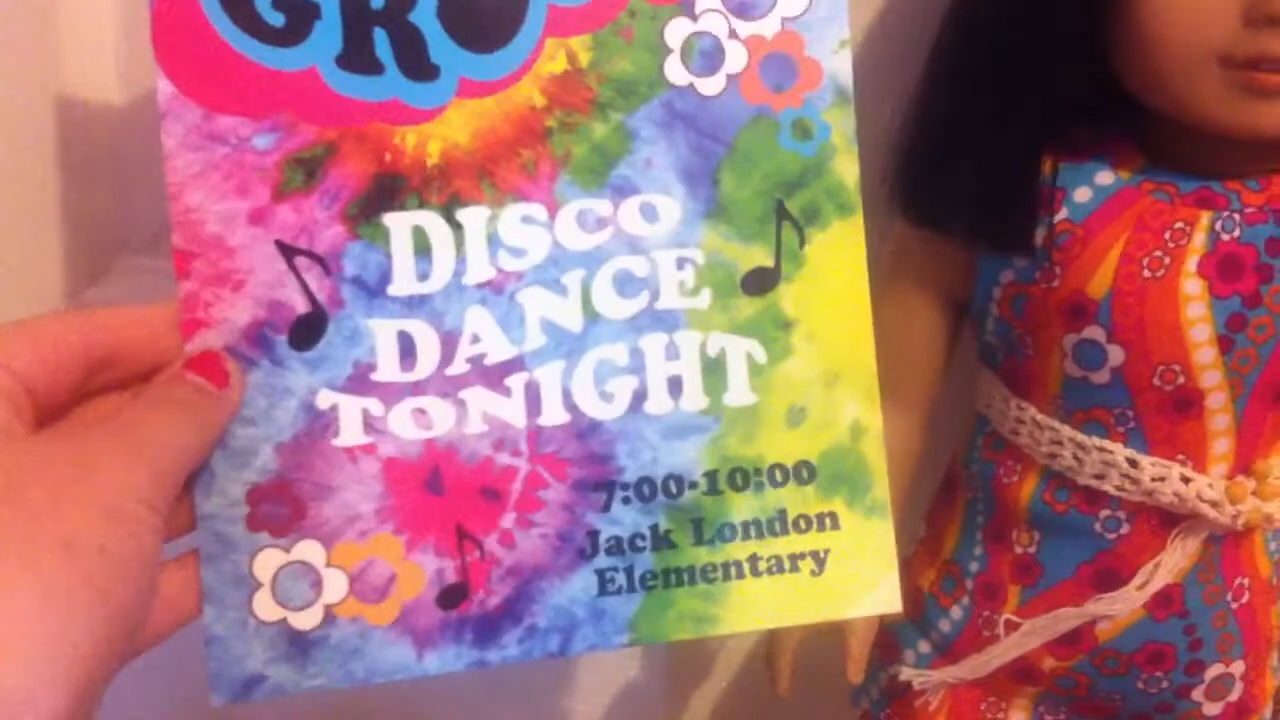 GRO
DISCO
DANCE
TONIGHT
7:00-10:00
Jack London
Elementary